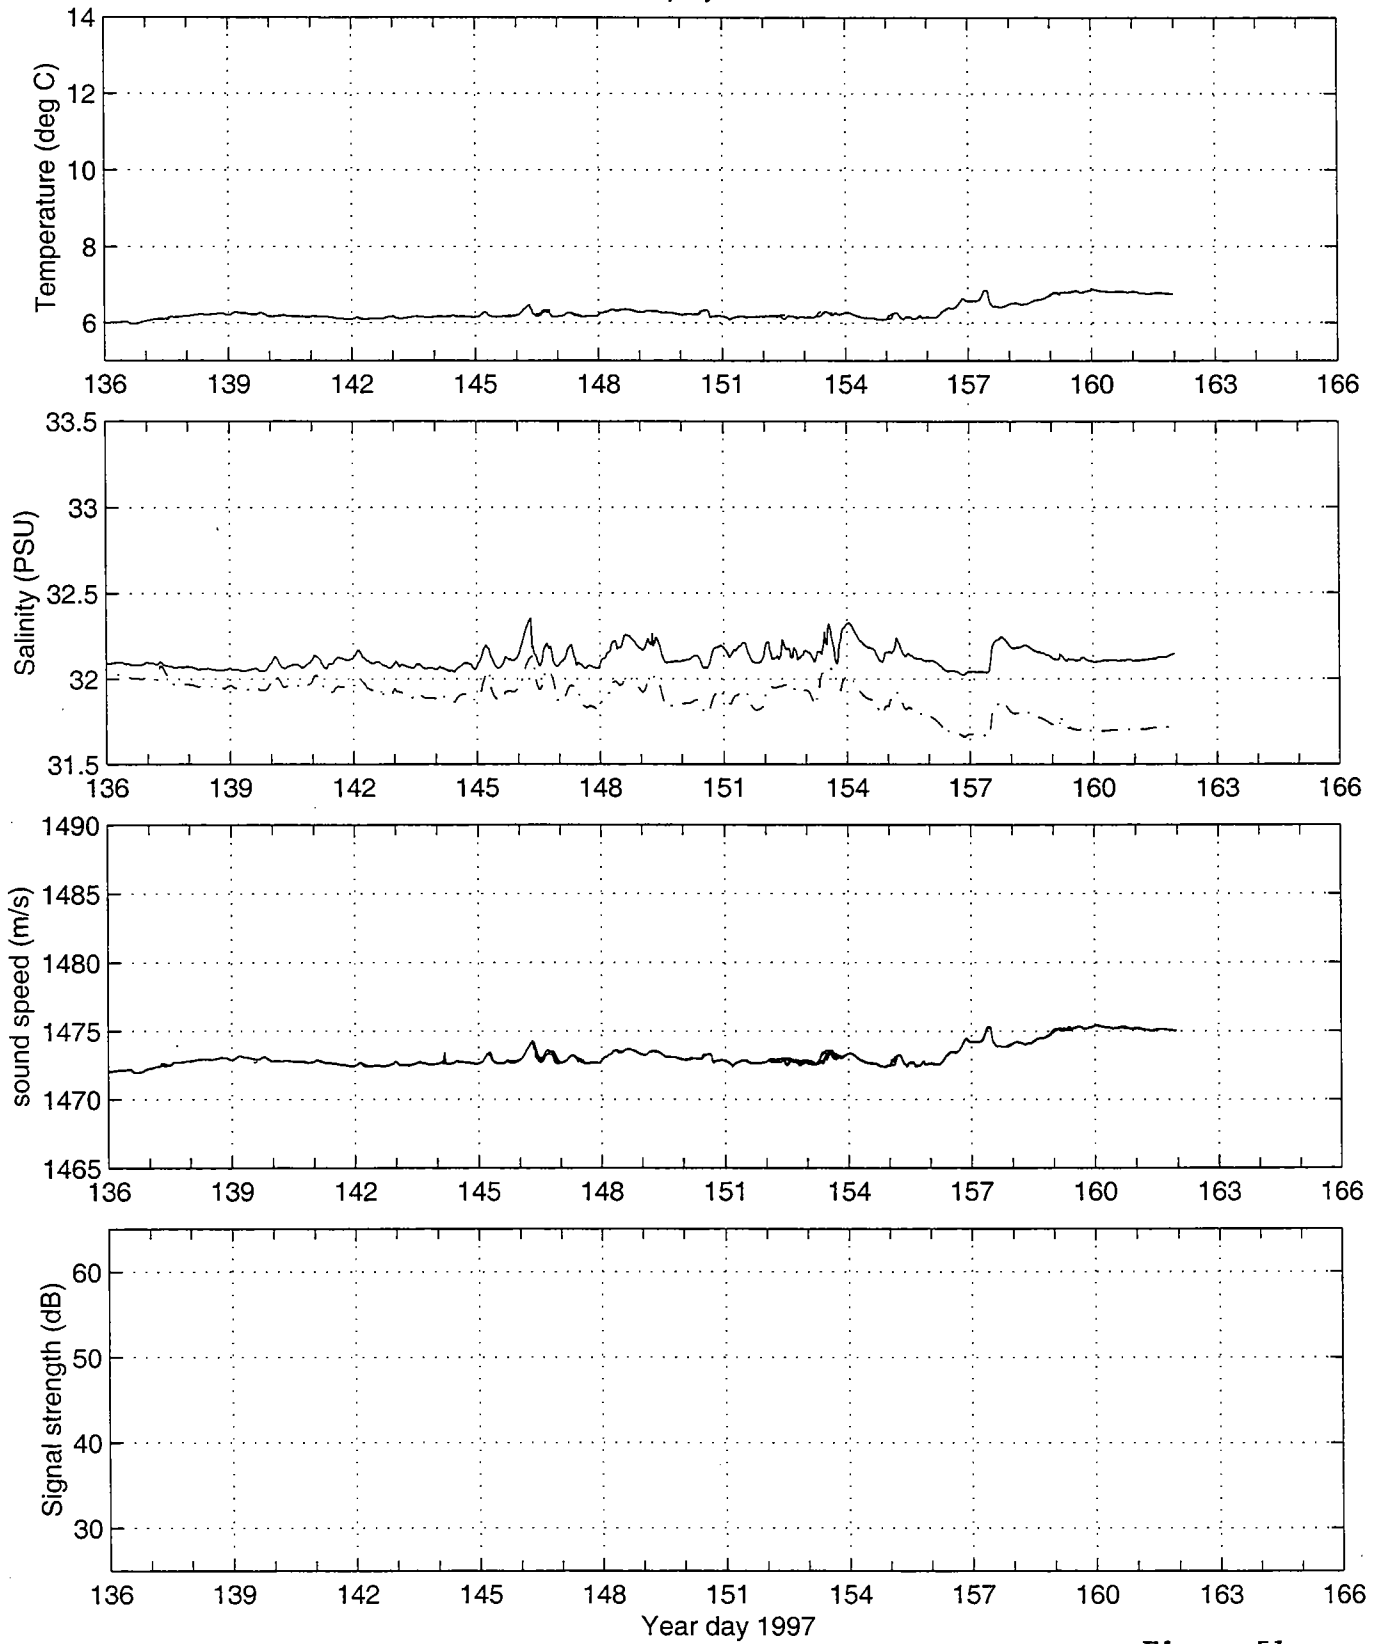 Temperature (deg C)
14
12
10
8
6
136 139 142 145 148 151 154 157 160 163 166
Salinity (PSU)
33.5
33
32.5
32
31.5
136 139 142 145 148 151 154 157 160 163 166
sound speed (m/s)
1490
1485
1480
1475
1470
1465
136 139 142 145 148 151 154 157 160 163 166
Signal strength (dB)
60
50
40
30
136 139 142 145 148 151 154 157 160 163 166
Year day 1997